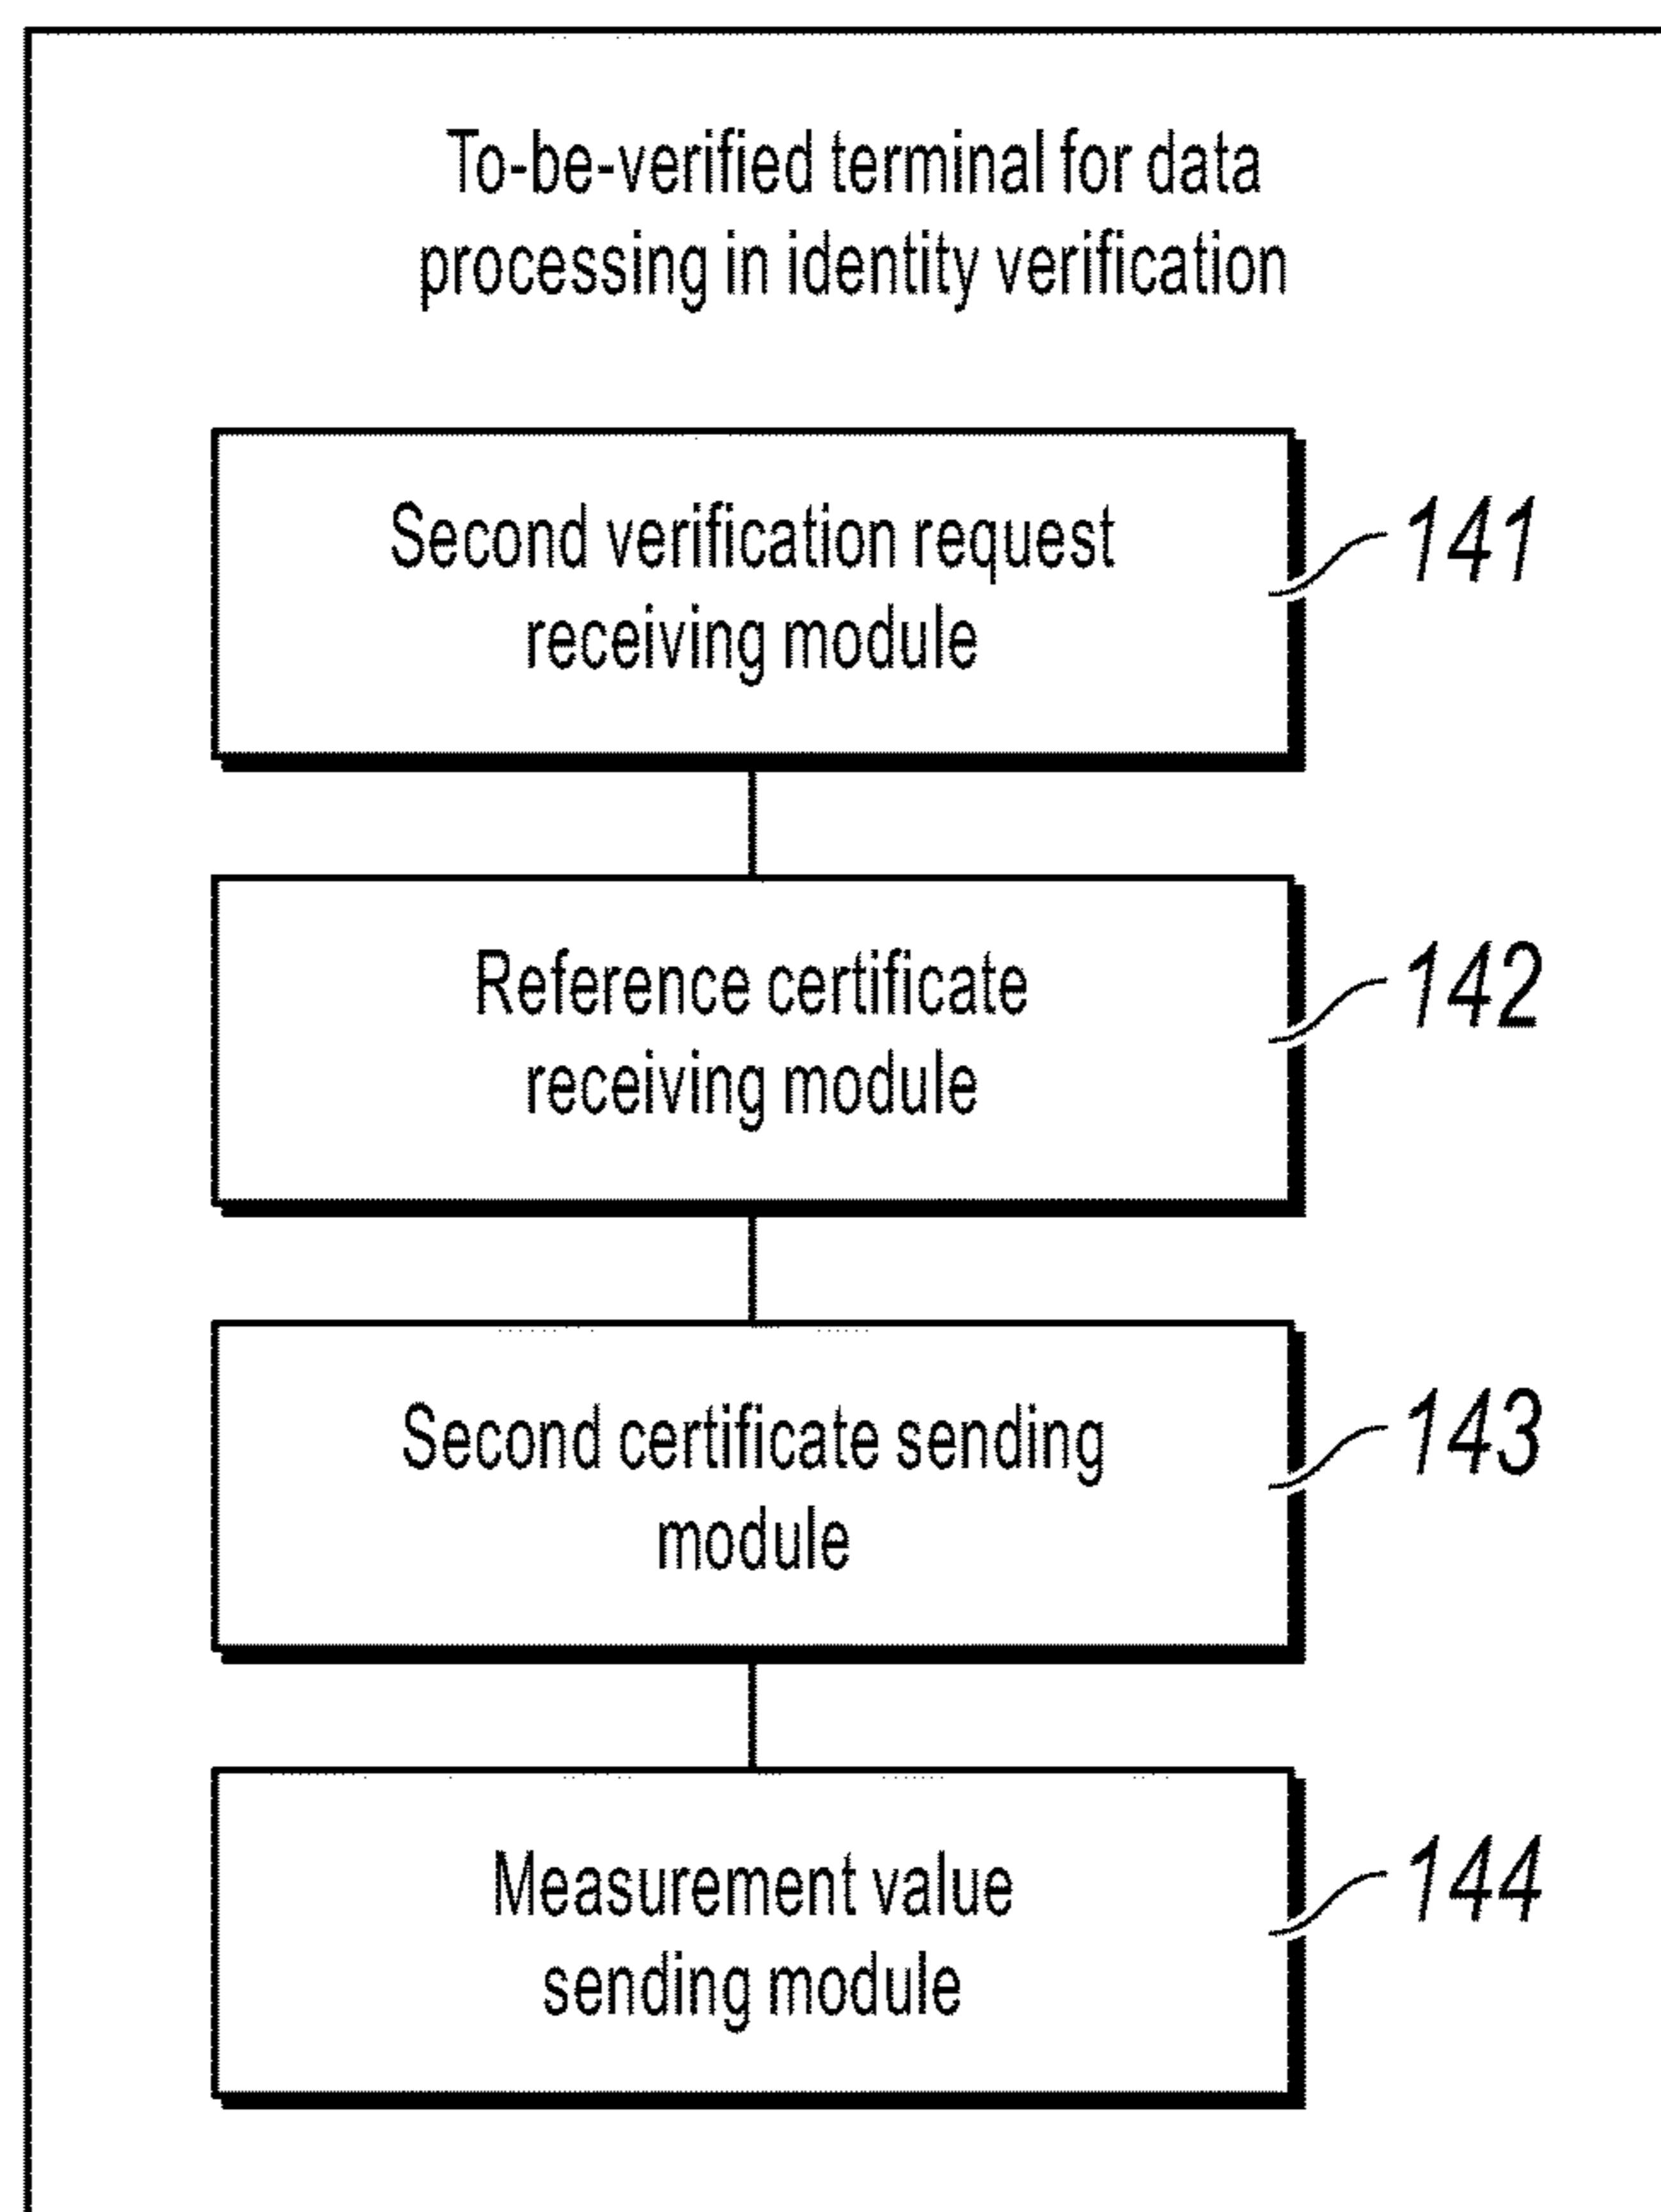 To-be-verified terminal for data
processing in identity verification
Second verification request
receiving module
141
Reference certificate
receiving module
142
Second certificate sending
module
143
Measurement value
sending module
144